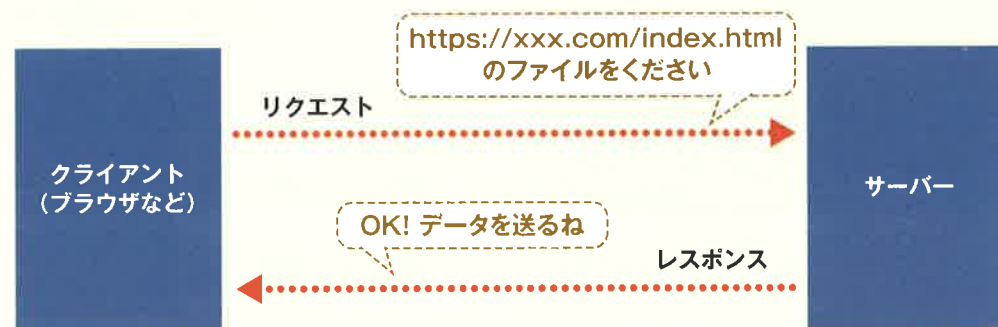 https://xxx.com/index.html
のファイルをください
リクエスト
クライアント
（ブラウザなど）
サーバー
OK! データを送るね
レスポンス